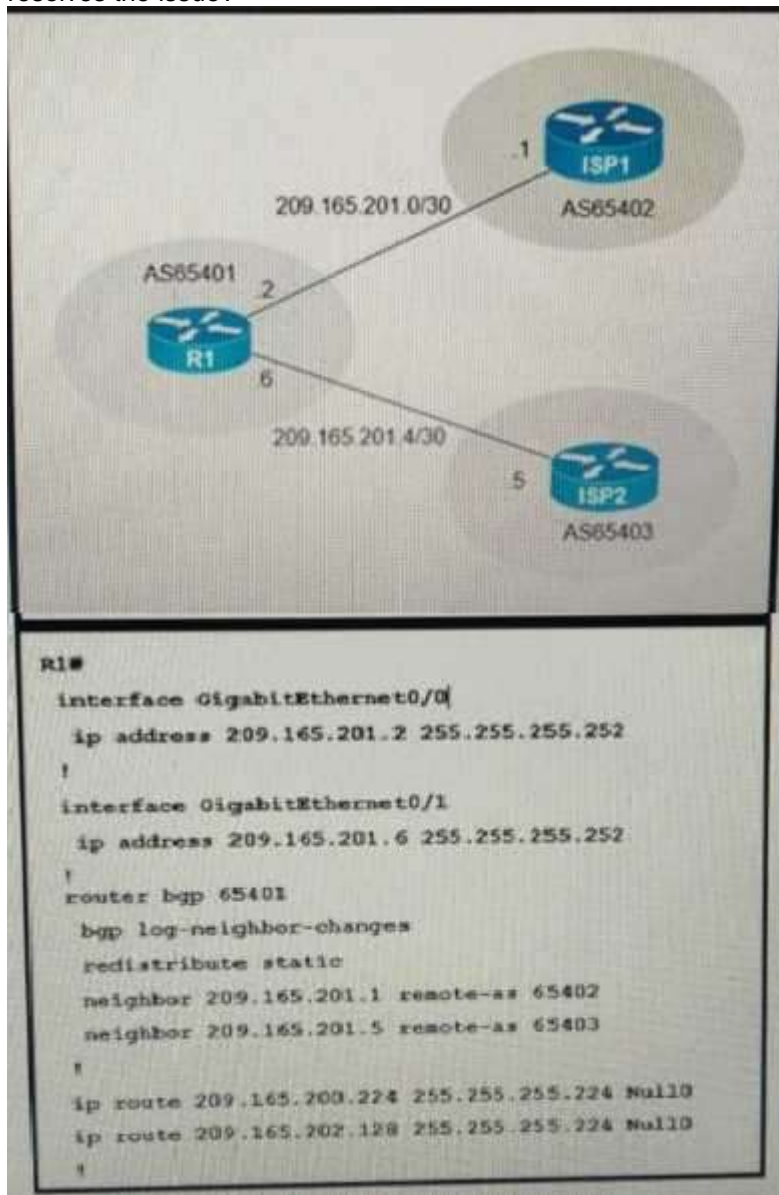 resolves the issue?
.1
ISP1
209.165.201.0/30
AS65402
AS65401
.2
R1
.6
209.165.201.4/30
.5
ISP2
AS65403
R1#
interface GigabitEthernet0/0
ip address 209.165.201.2 255.255.255.252
!
interface GigabitEthernet0/1
ip address 209.165.201.6 255.255.255.252
!
router bgp 65401
bgp log-neighbor-changes
redistribute static
neighbor 209.165.201.1 remote-as 65402
neighbor 209.165.201.5 remote-as 65403
!
ip route 209.165.200.224 255.255.255.224 Null0
ip route 209.165.202.128 255.255.255.224 Null0
!